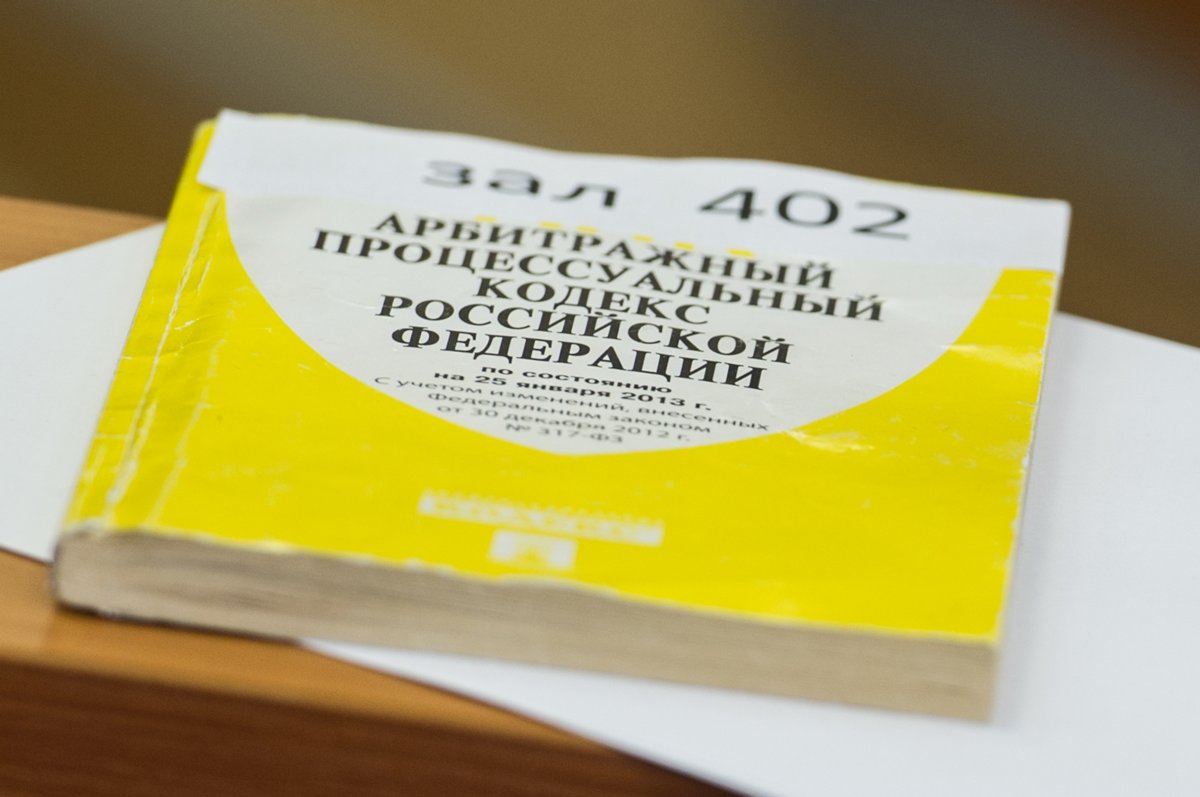 зал 402
АРБИТРАЖНЫЙ
ПРОЦЕССУАЛЬНЫЙ
КОДЕКС
РОССИЙСКОЙ
ФЕДЕРАЦИИ
по состоянию
на 25 января 2013 г.
С учетом изменений, внесенных
Федеральным законом
от 30 декабря 2012 г.
№ 317-ФЗ